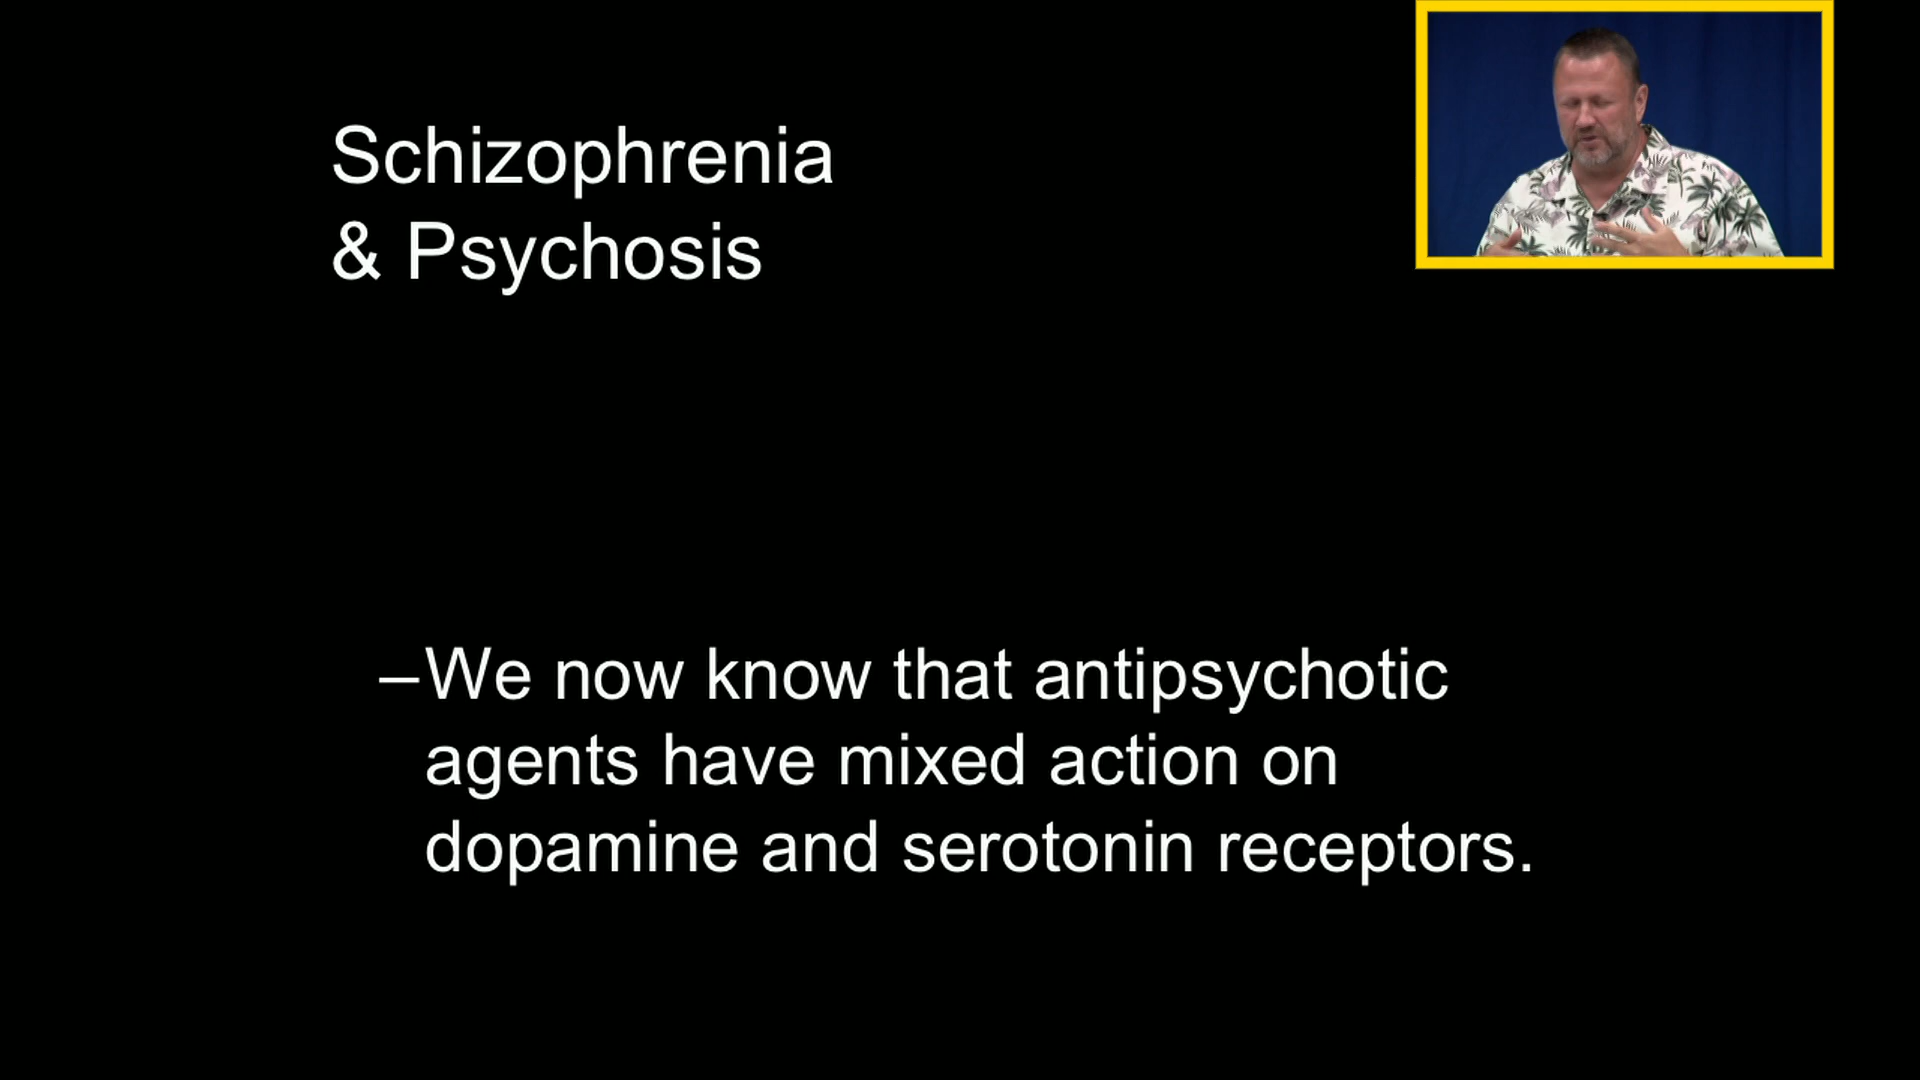 Schizophrenia
& Psychosis
–We now know that antipsychotic
agents have mixed action on
dopamine and serotonin receptors.